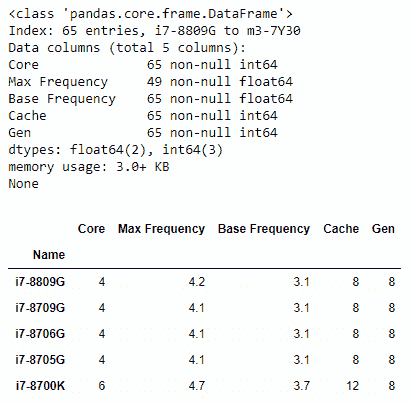 <class 'pandas.core.frame.DataFrame'>
Index: 65 entries, i7-8809G to m3-7Y30
Data columns (total 5 columns):
Core 65 non-null int64
Max Frequency 49 non-null float64
Base Frequency 65 non-null float64
Cache 65 non-null int64
Gen 65 non-null int64
dtypes: float64(2), int64(3)
memory usage: 3.0+ KB
None
Core Max Frequency Base Frequency Cache Gen
Name
i7-8809G 4 4.2 3.1 8 8
i7-8709G 4 4.1 3.1 8 8
i7-8706G 4 4.1 3.1 8 8
i7-8705G 4 4.1 3.1 8 8
i7-8700K 6 4.7 3.7 12 8